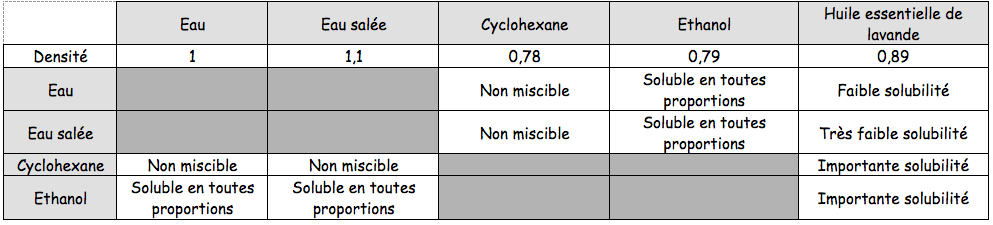 Eau Eau salée Cyclohexane Ethanol Huile essentielle de
lavande
Densité 1 1,1 0,78 0,79 0,89
Eau Non miscible Soluble en toutes
proportions Faible solubilité
Eau salée Non miscible Soluble en toutes
proportions Très faible solubilité
Cyclohexane Non miscible Non miscible Importante solubilité
Ethanol Soluble en toutes
proportions Soluble en toutes
proportions Importante solubilité